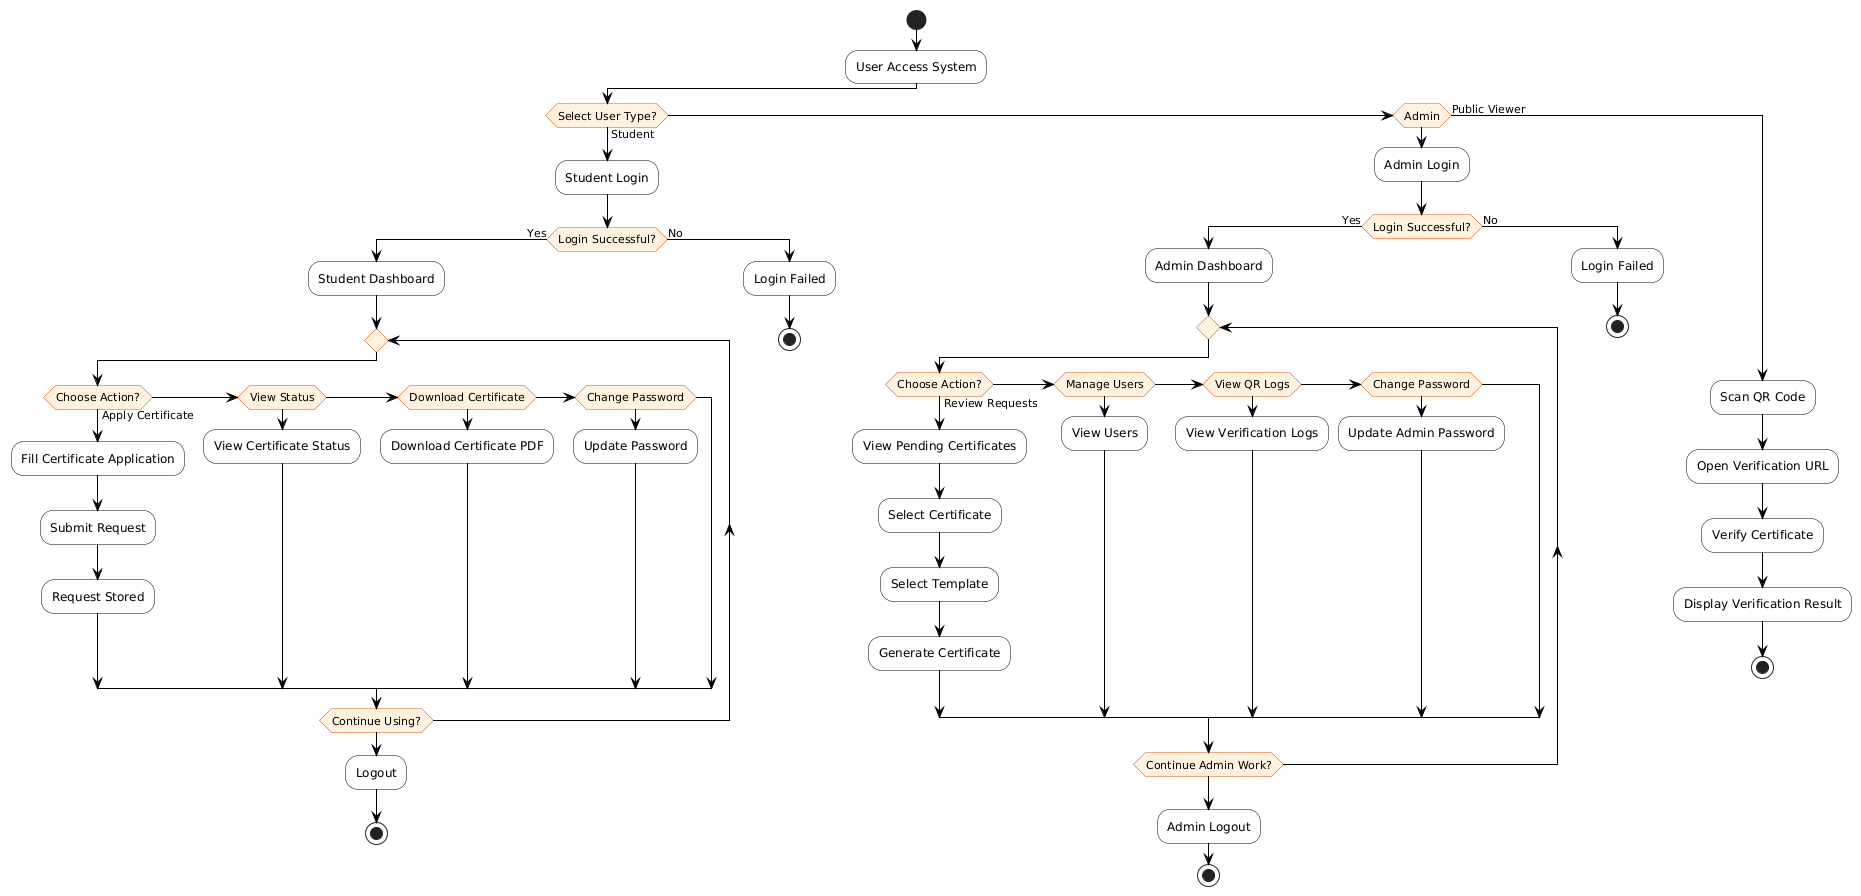 User Access System
Select User Type?
Student
Admin
Public Viewer
Student Login
Admin Login
Yes
Login Successful?
No
Yes
Login Successful?
No
Student Dashboard
Login Failed
Admin Dashboard
Login Failed
Choose Action?
Apply Certificate
View Status
Download Certificate
Change Password
Fill Certificate Application
View Certificate Status
Download Certificate PDF
Update Password
Submit Request
Request Stored
Continue Using?
Logout
Choose Action?
Review Requests
Manage Users
View QR Logs
Change Password
View Pending Certificates
View Users
View Verification Logs
Update Admin Password
Select Certificate
Select Template
Generate Certificate
Continue Admin Work?
Admin Logout
Scan QR Code
Open Verification URL
Verify Certificate
Display Verification Result